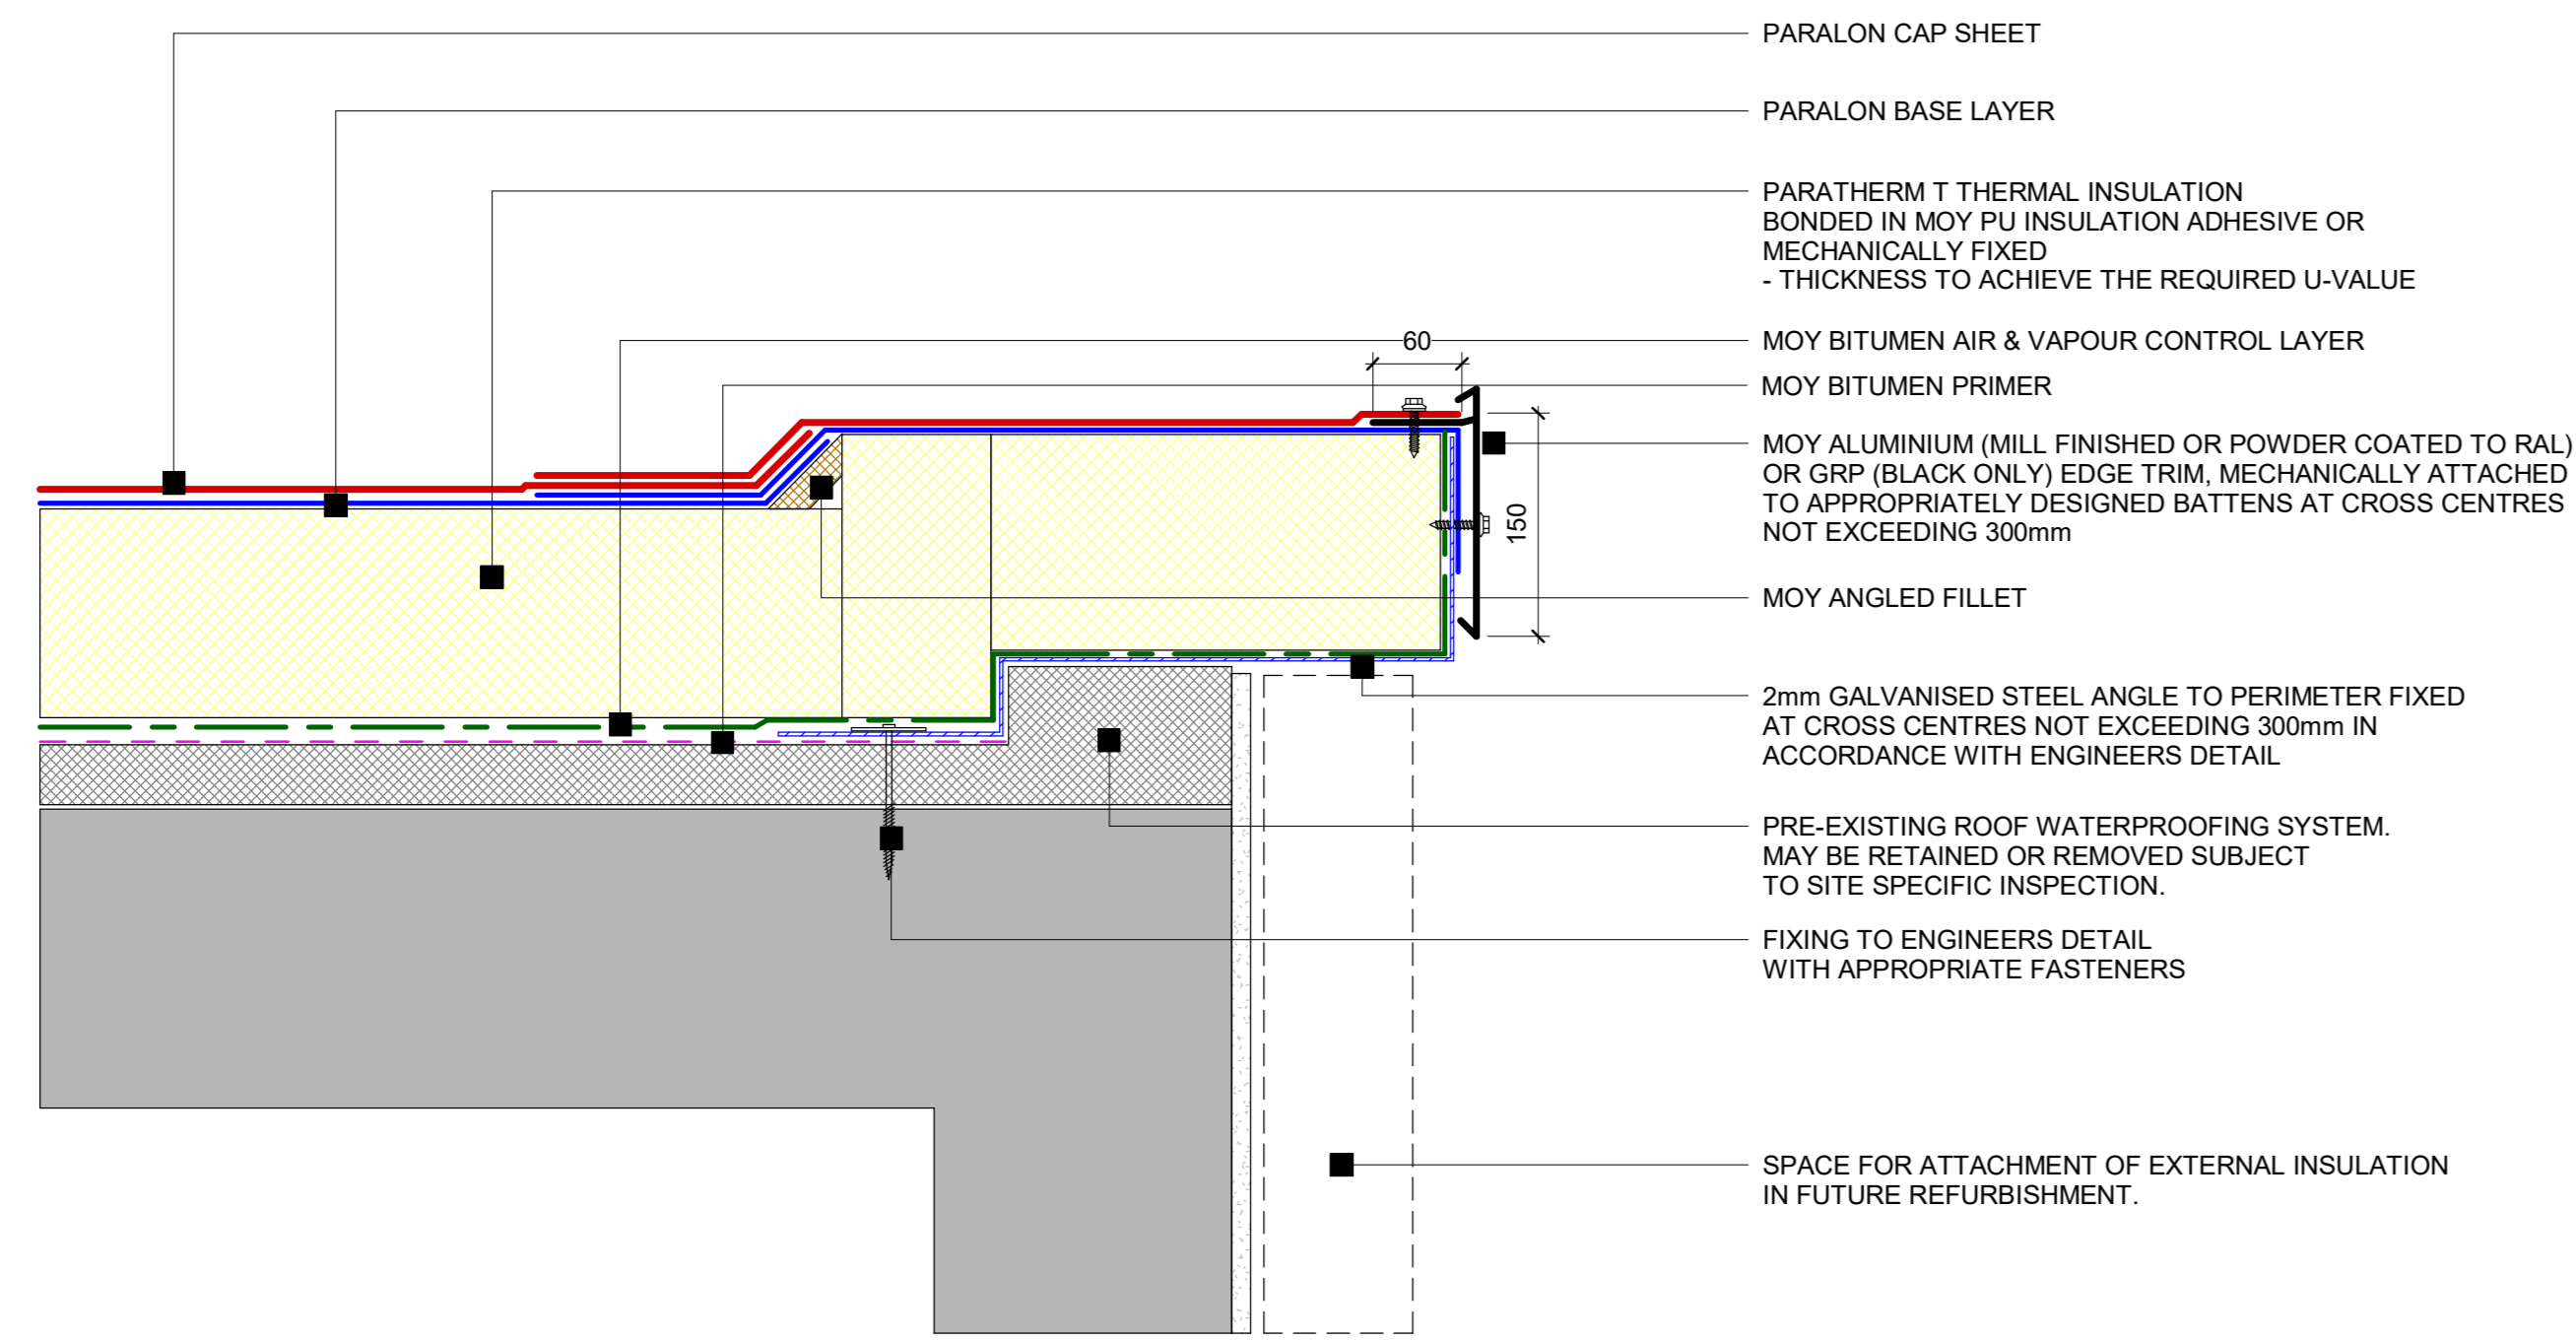 PARALON CAP SHEET
PARALON BASE LAYER
PARATHERM T THERMAL INSULATION
BONDED IN MOY PU INSULATION ADHESIVE OR
MECHANICALLY FIXED
- THICKNESS TO ACHIEVE THE REQUIRED U-VALUE
60
MOY BITUMEN AIR & VAPOUR CONTROL LAYER
MOY BITUMEN PRIMER
MOY ALUMINIUM (MILL FINISHED OR POWDER COATED TO RAL)
OR GRP (BLACK ONLY) EDGE TRIM, MECHANICALLY ATTACHED
TO APPROPRIATELY DESIGNED BATTENS AT CROSS CENTRES
NOT EXCEEDING 300mm
150
MOY ANGLED FILLET
2mm GALVANISED STEEL ANGLE TO PERIMETER FIXED
AT CROSS CENTRES NOT EXCEEDING 300mm IN
ACCORDANCE WITH ENGINEERS DETAIL
PRE-EXISTING ROOF WATERPROOFING SYSTEM.
MAY BE RETAINED OR REMOVED SUBJECT
TO SITE SPECIFIC INSPECTION.
FIXING TO ENGINEERS DETAIL
WITH APPROPRIATE FASTENERS
SPACE FOR ATTACHMENT OF EXTERNAL INSULATION
IN FUTURE REFURBISHMENT.